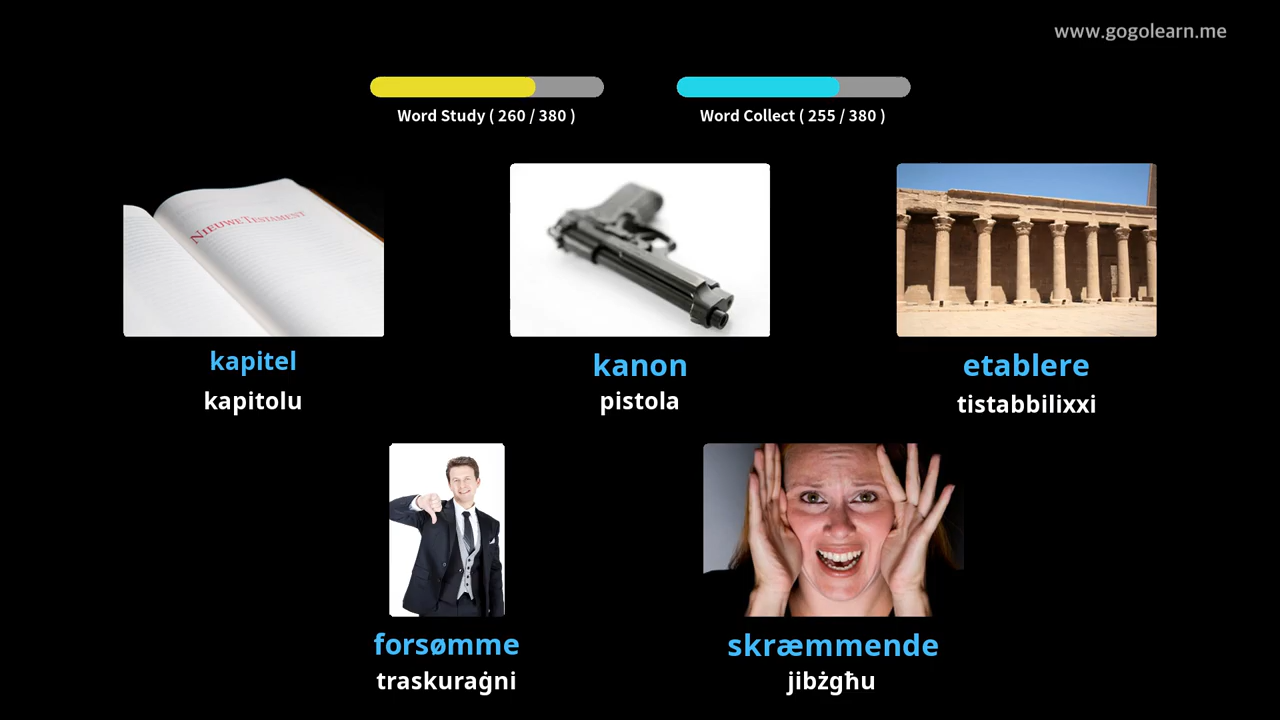 www.gogolearn.me
Word Study ( 260 / 380 )
Word Collect ( 255 / 380 )
NIEUWE TESTAMENT
kapitel
kapitolu
kanon
pistola
etablere
tistabbilixxi
forsømme
traskuraġni
skræmmende
jibżgħu